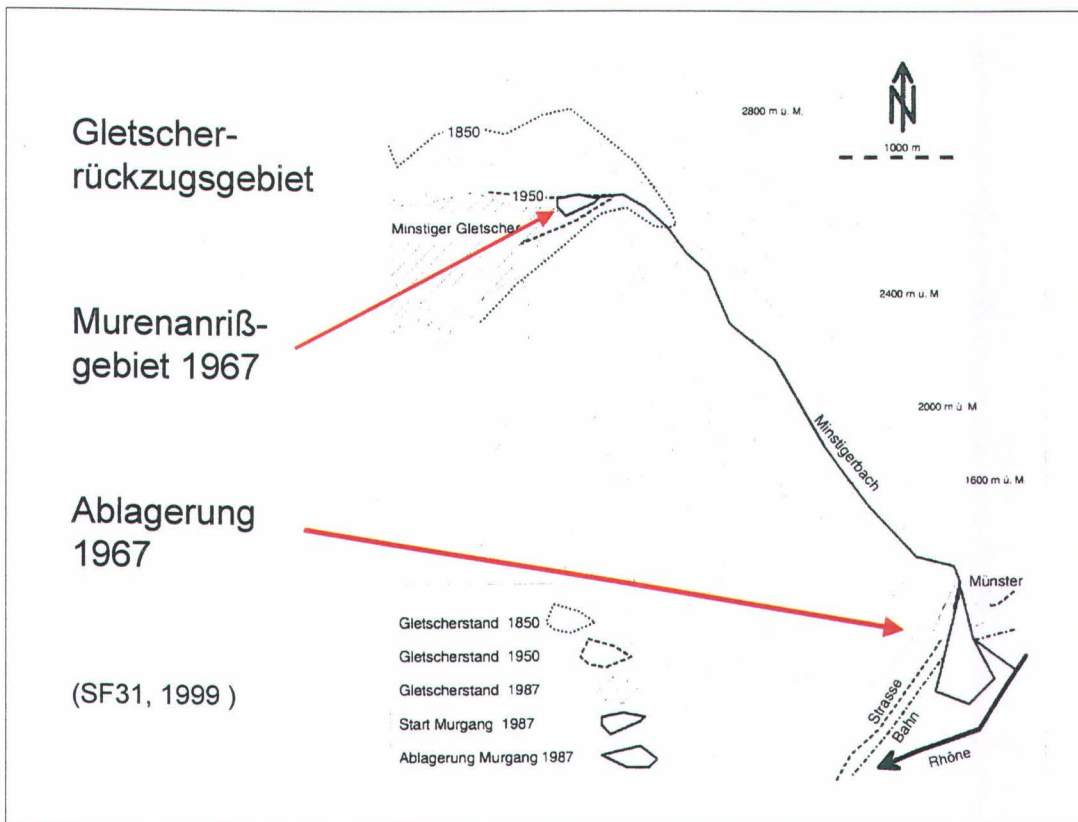 Gletscher-
rückzugsgebiet
Murenanriß-
gebiet 1967
Ablagerung
1967
(SF31, 1999 )
1850
1950
Minstiger Gletscher
2800 m ü. M.
N
1000 m
2400 m u. M
2000 m ü. M
1600 m ü. M.
Minstigerbach
Münster
Strasse
Bahn
Rhône
Gletscherstand 1850
Gletscherstand 1950
Gletscherstand 1987
Start Murgang 1987
Ablagerung Murgang 1987